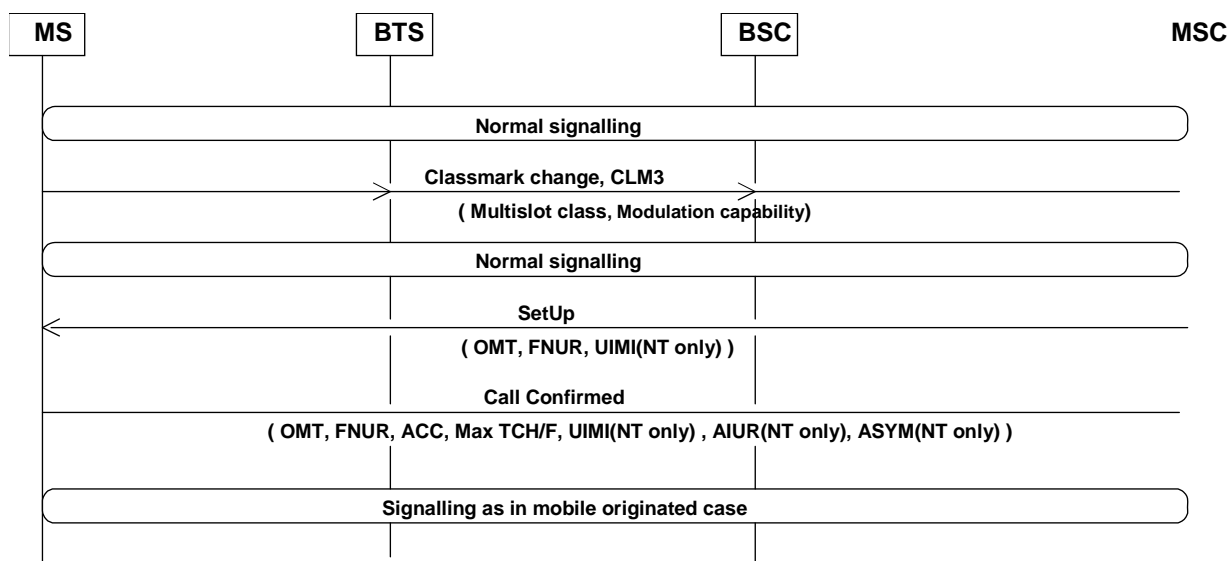 MS BTS BSC MSC
Normal signalling
Classmark change, CLM3
( Multislot class, Modulation capability)
Normal signalling
SetUp
( OMT, FNUR, UIMI(NT only) )
Call Confirmed
( OMT, FNUR, ACC, Max TCH/F, UIMI(NT only) , AIUR(NT only), ASYM(NT only) )
Signalling as in mobile originated case